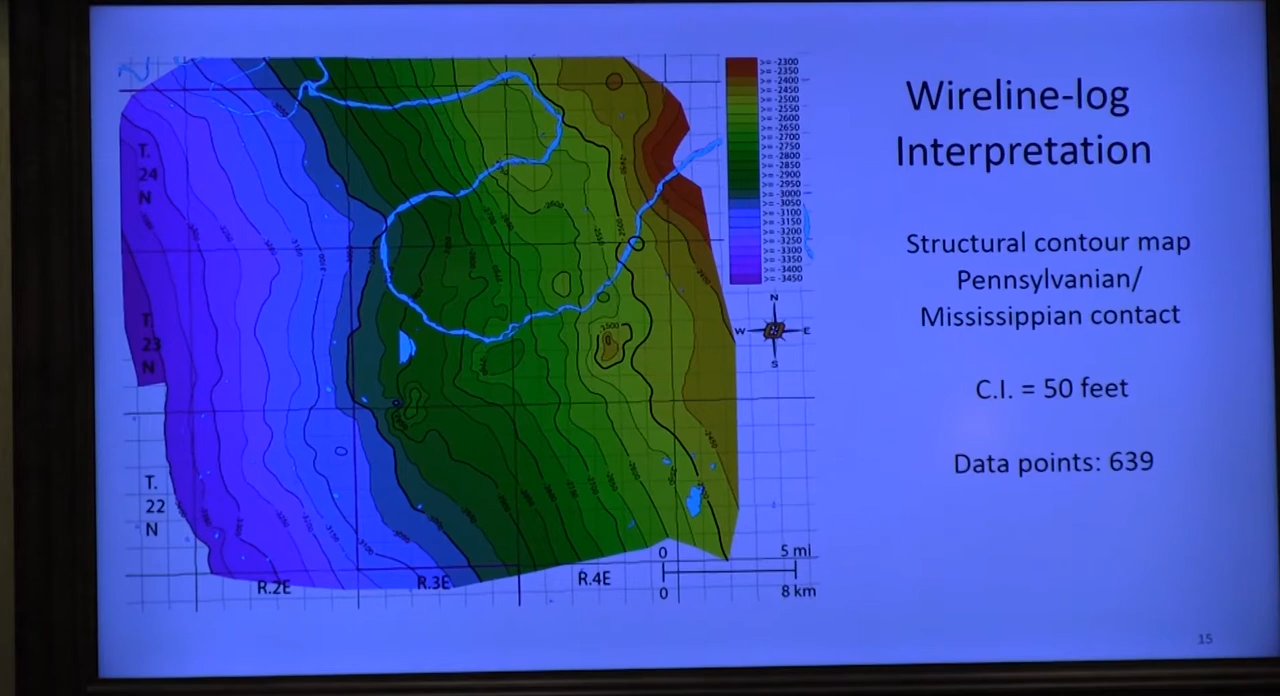 Wireline-log
Interpretation
Structural contour map
Pennsylvanian/
Mississippian contact
C.I. = 50 feet
Data points: 639
>= -2300
>= -2350
>= -2400
>= -2450
>= -2500
>= -2550
>= -2600
>= -2650
>= -2700
>= -2750
>= -2800
>= -2850
>= -2900
>= -2950
>= -3000
>= -3050
>= -3100
>= -3150
>= -3200
>= -3250
>= -3300
>= -3350
>= -3400
>= -3450
N
W
E
S
T.
24
N
T.
23
N
T.
22
N
R.2E
R.3E
R.4E
0
5 mi
0
8 km
15